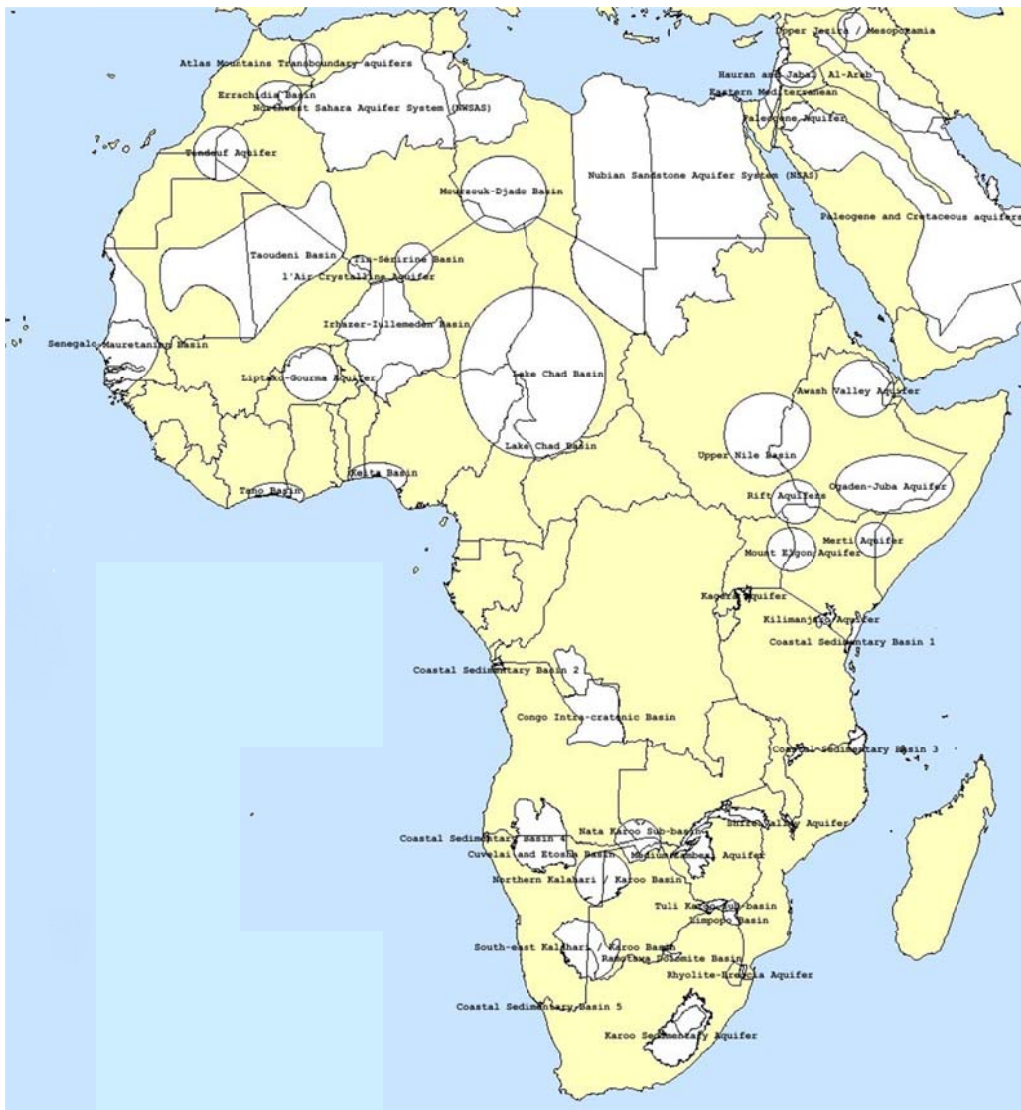 Upper Jezira / Mesopotamia
Atlas Mountains Transboundary aquifers
Hauran and Jabal Al-Arab
Errachidia Basin
Eastern Mediterranean
Northwest Sahara Aquifer System (NWSAS)
Paleogene Aquifer
Tendouf Aquifer
Nubian Sandstone Aquifer System (NSAS)
Mourzouk-Djado Basin
Paleogene and Cretaceous aquifers
Taoudeni Basin
Tin-Séririne Basin
l'Air Crystalline Aquifer
Irhazer-Iullemeden Basin
Senegalo-Mauretanian Basin
Lake Chad Basin
Liptako-Gourma Aquifer
Awash Valley Aquifer
Lake Chad Basin
Upper Nile Basin
Keita Basin
Ogaden-Juba Aquifer
Tano Basin
Rift Aquifers
Merti Aquifer
Mount Elgon Aquifer
Kagera Aquifer
Kilimanjaro Aquifer
Coastal Sedimentary Basin 1
Coastal Sedimentary Basin 2
Congo Intra-cratonic Basin
Coastal Sedimentary Basin 3
Shire Valley Aquifer
Nata Karoo Sub-basin
Coastal Sedimentary Basin 4
Cuvelai and Etosha Basin
Medium Zambezi Aquifer
Northern Kalahari / Karoo Basin
Tuli Karoo Sub-basin
Limpopo Basin
South-east Kalahari / Karoo Basin
Ramotswa Dolomite Basin
Rhyolite-Breccia Aquifer
Coastal Sedimentary Basin 5
Karoo Sedimentary Aquifer